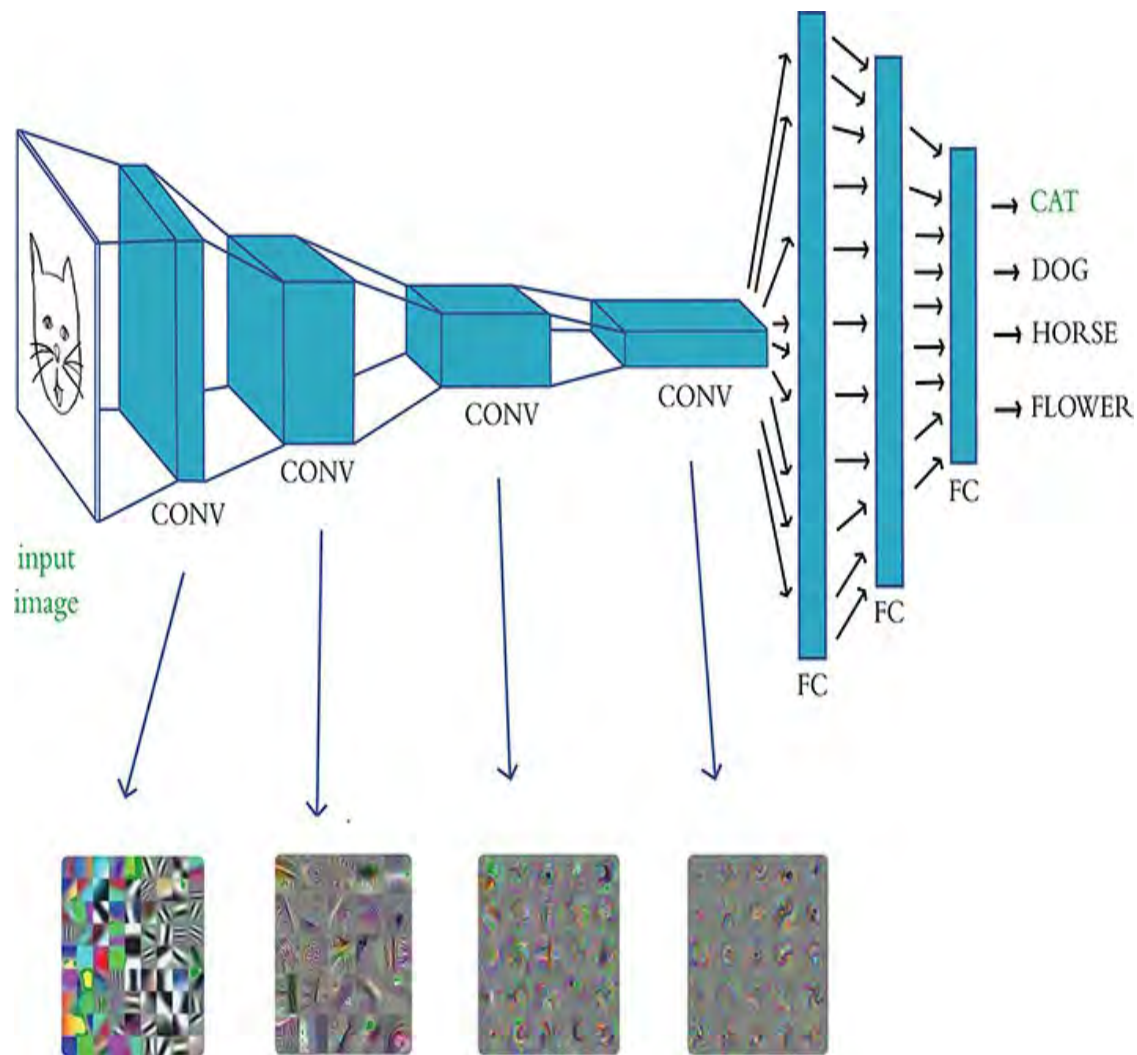 input
image
CONV
CONV
CONV
CONV
FC
FC
FC
CAT
DOG
HORSE
FLOWER